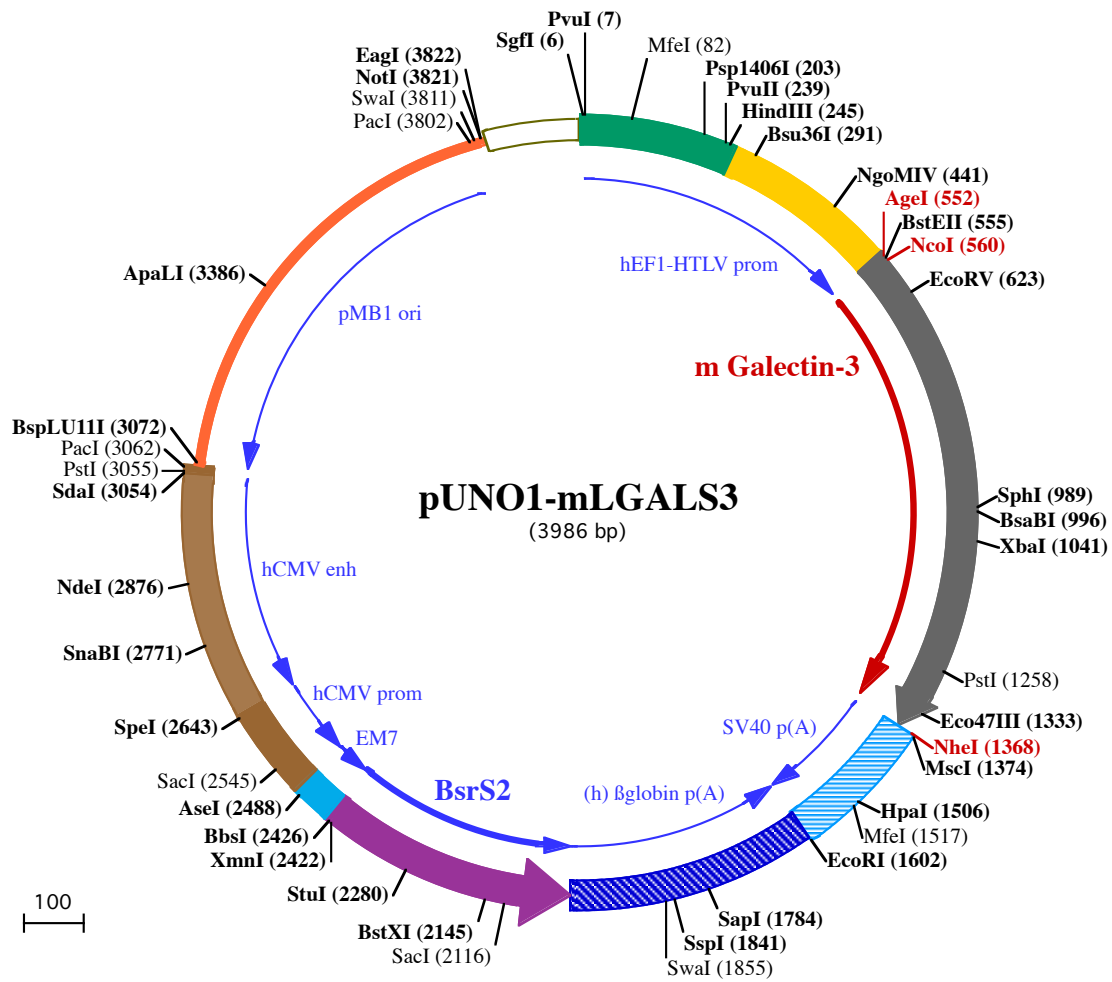 PvuI (7)
SgfI (6)
MfeI (82)
EagI (3822)
NotI (3821)
SwaI (3811)
PacI (3802)
Psp1406I (203)
PvuII (239)
HindIII (245)
Bsu36I (291)
NgoMIV (441)
AgeI (552)
BstEII (555)
NcoI (560)
EcoRV (623)
hEF1-HTLV prom
ApaLI (3386)
pMB1 ori
m Galectin-3
BspLU11I (3072)
PacI (3062)
PstI (3055)
SdaI (3054)
pUNO1-mLGALS3
(3986 bp)
SphI (989)
BsaBI (996)
XbaI (1041)
hCMV enh
NdeI (2876)
SnaBI (2771)
PstI (1258)
hCMV prom
SpeI (2643)
EM7
SV40 p(A)
Eco47III (1333)
NheI (1368)
MscI (1374)
SacI (2545)
AseI (2488)
BsrS2
(h) ßglobin p(A)
HpaI (1506)
MfeI (1517)
BbsI (2426)
XmnI (2422)
EcoRI (1602)
StuI (2280)
100
BstXI (2145)
SacI (2116)
SapI (1784)
SspI (1841)
SwaI (1855)